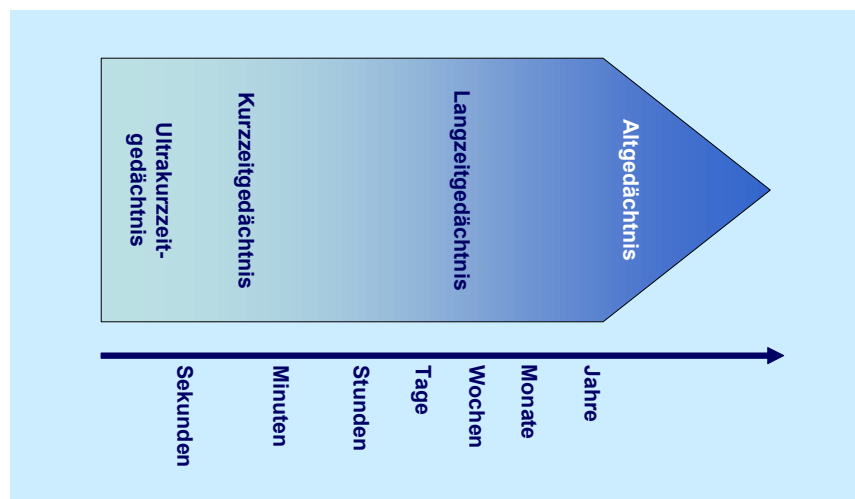 Ultrakurzzeit-
gedächtnis
Kurzzeitgedächtnis
Langzeitgedächtnis
Altgedächtnis
Sekunden
Minuten
Stunden
Tage
Wochen
Monate
Jahre